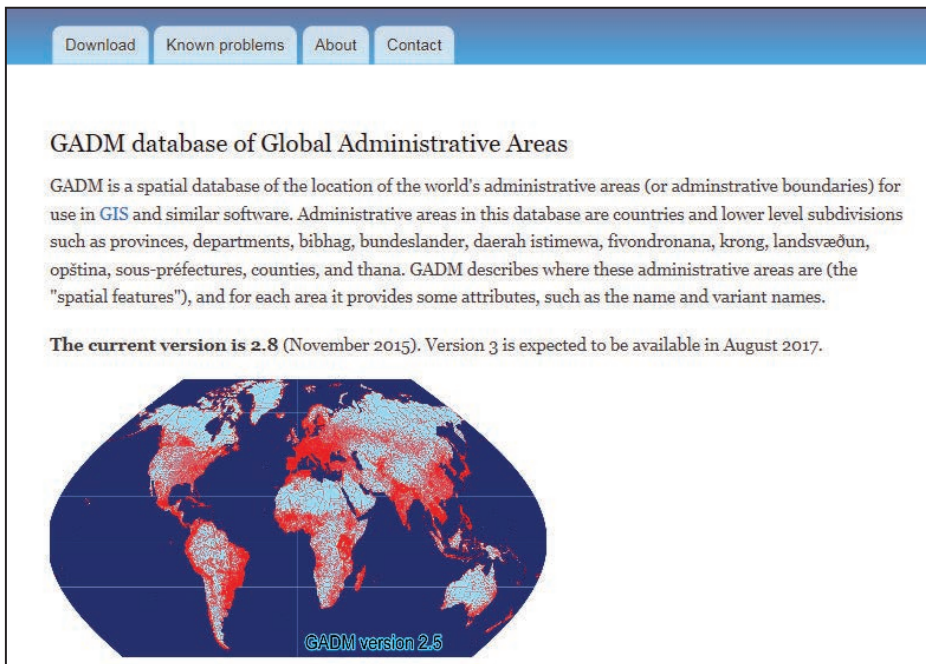 Download Known problems About Contact
GADM database of Global Administrative Areas
GADM is a spatial database of the location of the world's administrative areas (or adminstrative boundaries) for
use in GIS and similar software. Administrative areas in this database are countries and lower level subdivisions
such as provinces, departments, bibhag, bundeslander, daerah istimewa, fivondronana, krong, landsvæðun,
opština, sous-préfectures, counties, and thana. GADM describes where these administrative areas are (the
"spatial features"), and for each area it provides some attributes, such as the name and variant names.
The current version is 2.8 (November 2015). Version 3 is expected to be available in August 2017.
GADM version 2.5